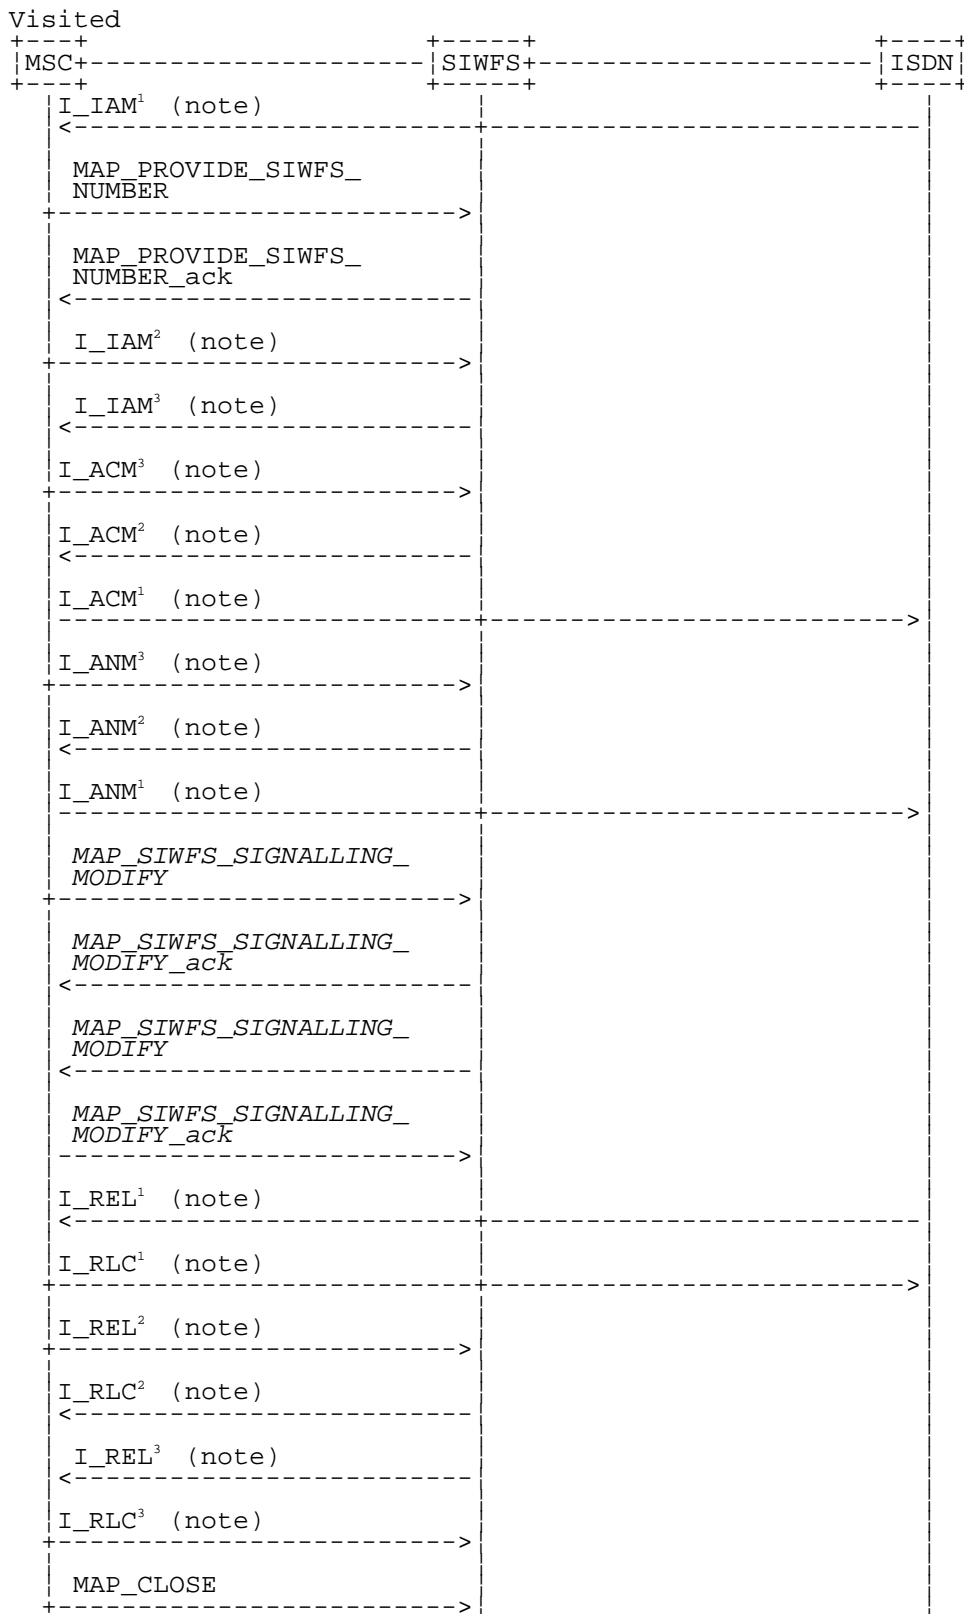 Visited
MSC SIWFS ISDN
I_IAM¹ (note)
MAP_PROVIDE_SIWFS_
NUMBER
MAP_PROVIDE_SIWFS_
NUMBER_ack
I_IAM² (note)
I_IAM³ (note)
I_ACM³ (note)
I_ACM² (note)
I_ACM¹ (note)
I_ANM³ (note)
I_ANM² (note)
I_ANM¹ (note)
MAP_SIWFS_SIGNALLING_
MODIFY
MAP_SIWFS_SIGNALLING_
MODIFY_ack
MAP_SIWFS_SIGNALLING_
MODIFY
MAP_SIWFS_SIGNALLING_
MODIFY_ack
I_REL¹ (note)
I_RLC¹ (note)
I_REL² (note)
I_RLC² (note)
I_REL³ (note)
I_RLC³ (note)
MAP_CLOSE